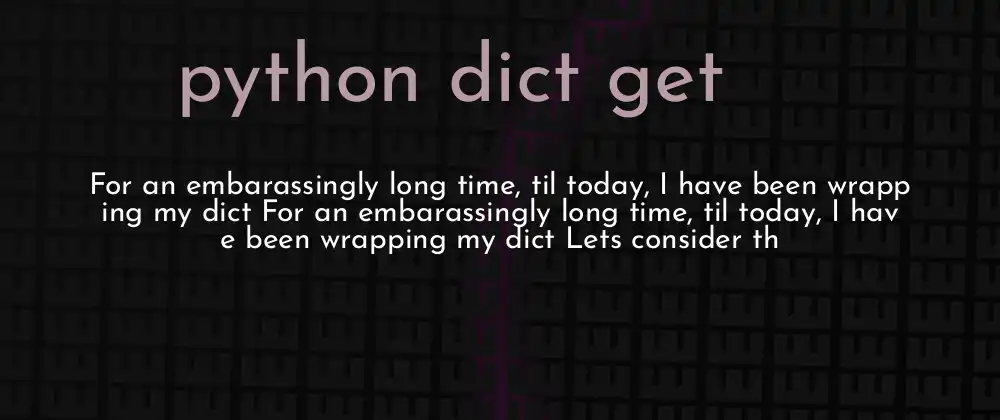 python dict get
For an embarassingly long time, til today, I have been wrapp
ing my dict For an embarassingly long time, til today, I hav
e been wrapping my dict Lets consider th